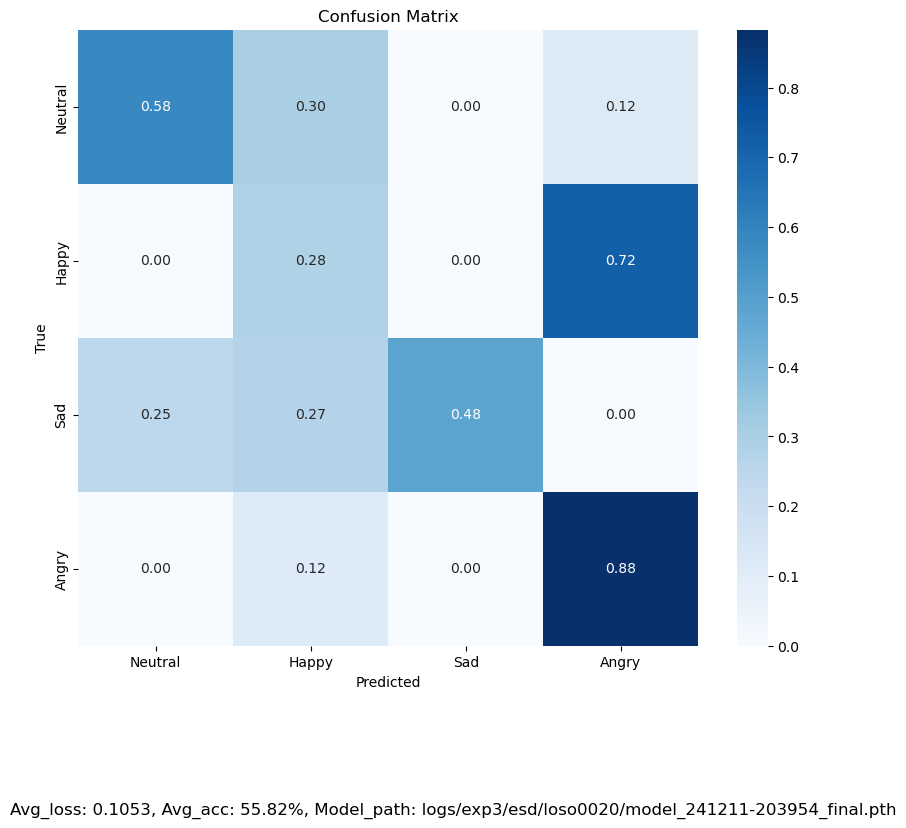 Confusion Matrix
Neutral 0.58 0.30 0.00 0.12
Happy 0.00 0.28 0.00 0.72
Sad 0.25 0.27 0.48 0.00
Angry 0.00 0.12 0.00 0.88
True
Neutral Happy Sad Angry
Predicted
0.8
0.7
0.6
0.5
0.4
0.3
0.2
0.1
0.0
Avg_loss: 0.1053, Avg_acc: 55.82%, Model_path: logs/exp3/esd/loso0020/model_241211-203954_final.pth